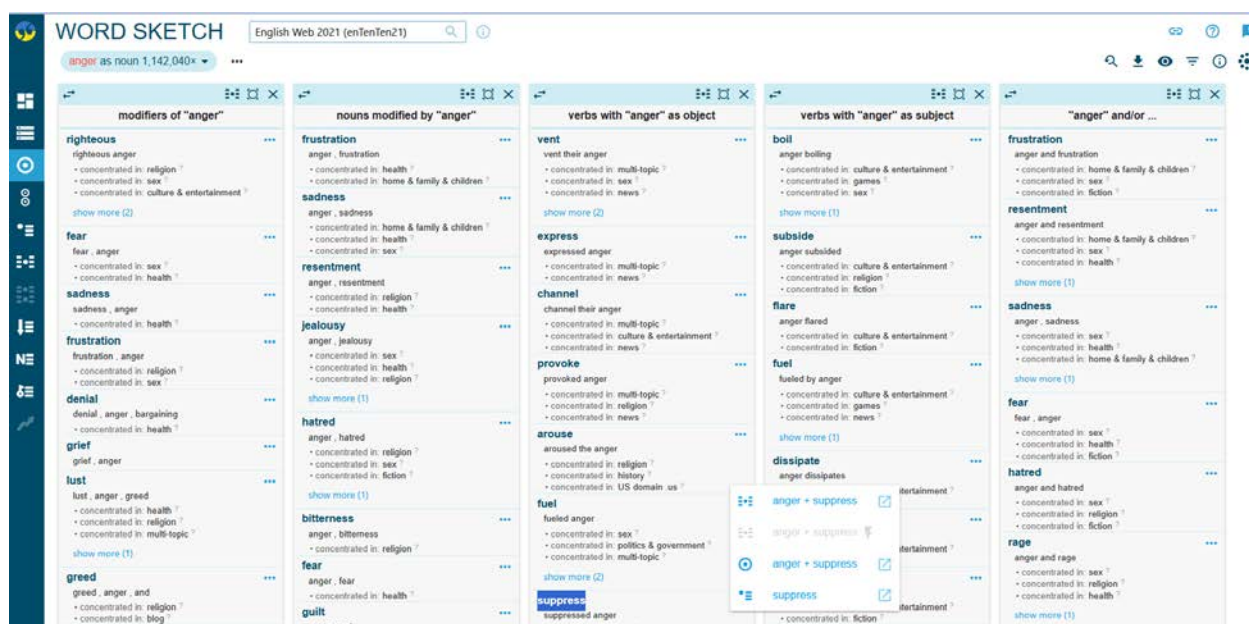 WORD SKETCH
English Web 2021 (enTenTen21)
anger as noun 1,142,040×
modifiers of "anger"
righteous
righteous anger
• concentrated in: religion ?
• concentrated in: sex ?
• concentrated in: culture & entertainment ?
show more (2)
fear
fear , anger
• concentrated in: sex ?
• concentrated in: health ?
sadness
sadness , anger
• concentrated in: health ?
frustration
frustration , anger
• concentrated in: religion ?
• concentrated in: sex ?
denial
denial , anger , bargaining
• concentrated in: health ?
grief
grief , anger
lust
lust , anger , greed
• concentrated in: health ?
• concentrated in: religion ?
• concentrated in: multi-topic ?
show more (1)
greed
greed , anger , and
• concentrated in: religion ?
• concentrated in: blog ?
nouns modified by "anger"
frustration
anger , frustration
• concentrated in: health ?
• concentrated in: home & family & children ?
sadness
anger , sadness
• concentrated in: home & family & children ?
• concentrated in: health ?
• concentrated in: sex ?
resentment
anger , resentment
• concentrated in: religion ?
• concentrated in: health ?
jealousy
anger , jealousy
• concentrated in: sex ?
• concentrated in: health ?
• concentrated in: religion ?
show more (1)
hatred
anger , hatred
• concentrated in: religion ?
• concentrated in: sex ?
• concentrated in: fiction ?
show more (1)
bitterness
anger , bitterness
• concentrated in: religion ?
fear
anger , fear
• concentrated in: health ?
guilt
verbs with "anger" as object
vent
vent their anger
• concentrated in: multi-topic ?
• concentrated in: sex ?
• concentrated in: news ?
show more (2)
express
expressed anger
• concentrated in: multi-topic ?
• concentrated in: news ?
channel
channel their anger
• concentrated in: multi-topic ?
• concentrated in: culture & entertainment ?
• concentrated in: news ?
provoke
provoked anger
• concentrated in: multi-topic ?
• concentrated in: religion ?
• concentrated in: news ?
arouse
aroused the anger
• concentrated in: religion ?
• concentrated in: history ?
• concentrated in: US domain .us ?
fuel
fueled anger
• concentrated in: sex ?
• concentrated in: politics & government ?
• concentrated in: multi-topic ?
show more (2)
suppress
suppressed anger
verbs with "anger" as subject
boil
anger boiling
• concentrated in: culture & entertainment ?
• concentrated in: games ?
• concentrated in: sex ?
show more (1)
subside
anger subsided
• concentrated in: culture & entertainment ?
• concentrated in: religion ?
• concentrated in: fiction ?
flare
anger flared
• concentrated in: culture & entertainment ?
• concentrated in: fiction ?
fuel
fueled by anger
• concentrated in: culture & entertainment ?
• concentrated in: games ?
• concentrated in: news ?
show more (1)
dissipate
anger dissipates
entertainment ?
entertainment ?
entertainment ?
• concentrated in: fiction ?
anger + suppress
anger + suppress
anger + suppress
suppress
"anger" and/or ...
frustration
anger and frustration
• concentrated in: home & family & children ?
• concentrated in: sex ?
• concentrated in: fiction ?
resentment
anger and resentment
• concentrated in: home & family & children ?
• concentrated in: sex ?
• concentrated in: health ?
show more (1)
sadness
anger , sadness
• concentrated in: sex ?
• concentrated in: health ?
• concentrated in: home & family & children ?
show more (1)
fear
fear , anger
• concentrated in: sex ?
• concentrated in: health ?
• concentrated in: fiction ?
hatred
anger and hatred
• concentrated in: sex ?
• concentrated in: religion ?
• concentrated in: fiction ?
rage
anger and rage
• concentrated in: sex ?
• concentrated in: religion ?
• concentrated in: health ?
show more (1)